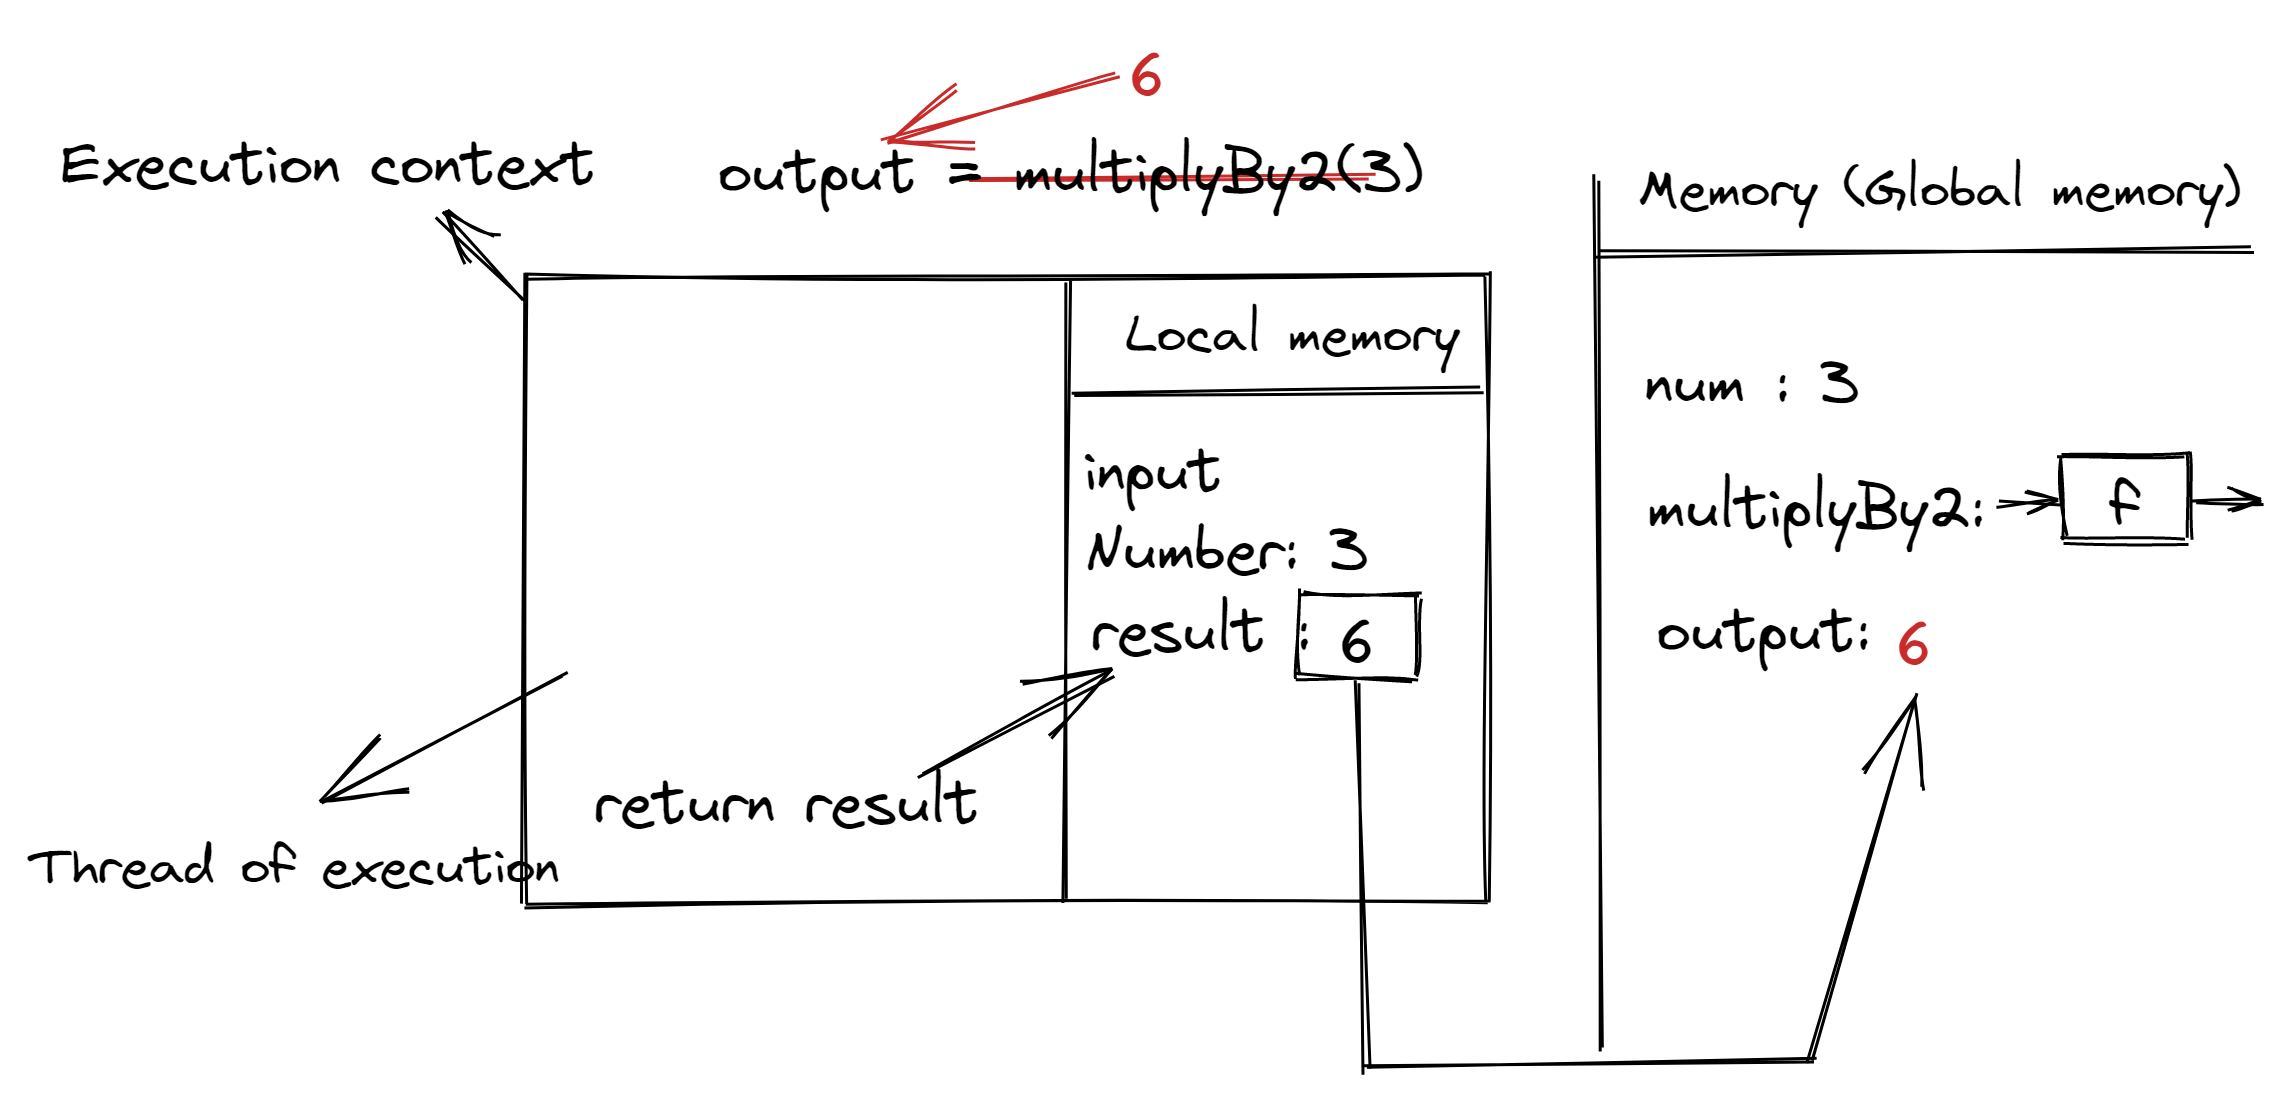 6
Execution context
output = multiplyBy2(3)
Memory (Global memory)
Local memory
input
Number: 3
result : 6
return result
Thread of execution
num : 3
multiplyBy2:
f
output: 6